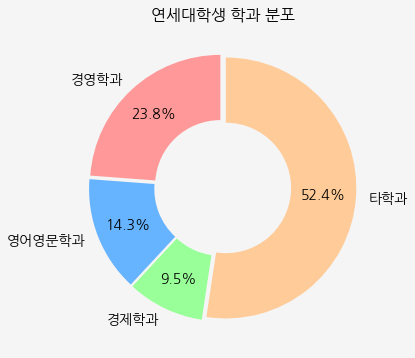 연세대학생 학과 분포
경영학과
23.8%
영어영문학과
14.3%
경제학과
9.5%
타학과
52.4%